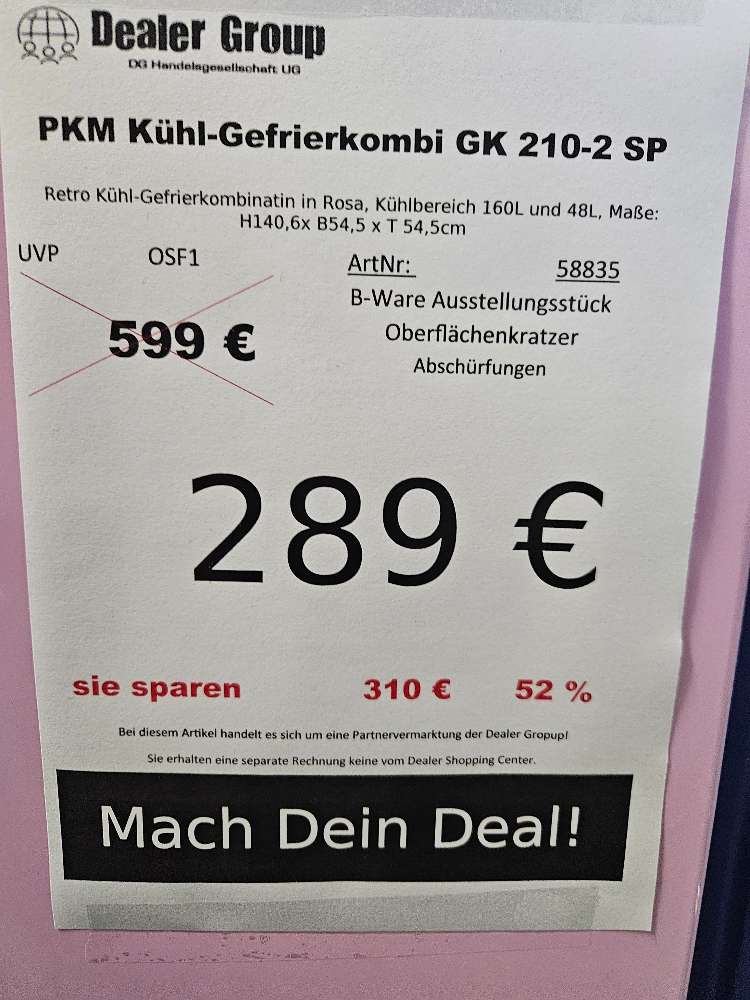 Dealer Group
DG Handelsgesellschaft UG
PKM Kühl-Gefrierkombi GK 210-2 SP
Retro Kühl-Gefrierkombinatin in Rosa, Kühlbereich 160L und 48L, Maße:
H140,6x B54,5 x T 54,5cm
UVP OSF1
599 €
ArtNr: 58835
B-Ware Ausstellungsstück
Oberflächenkratzer
Abschürfungen
289 €
sie sparen 310 € 52 %
Bei diesem Artikel handelt es sich um eine Partnervermarktung der Dealer Gropup!
Sie erhalten eine separate Rechnung keine vom Dealer Shopping Center.
Mach Dein Deal!